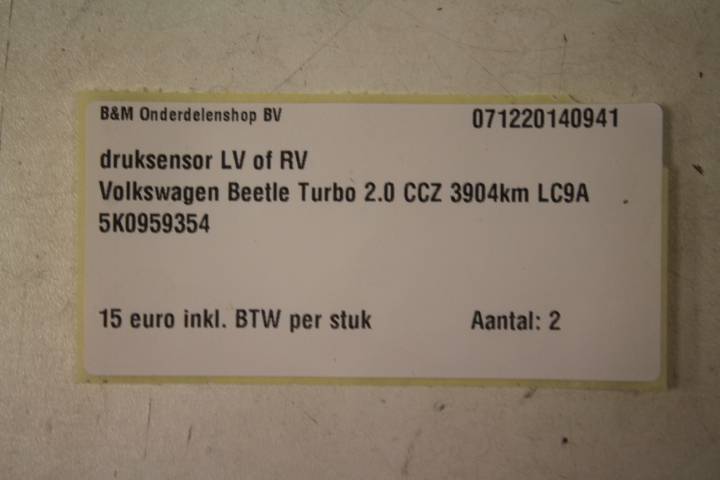 B&M Onderdelenshop BV 071220140941
druksensor LV of RV
Volkswagen Beetle Turbo 2.0 CCZ 3904km LC9A
5K0959354
15 euro inkl. BTW per stuk Aantal: 2